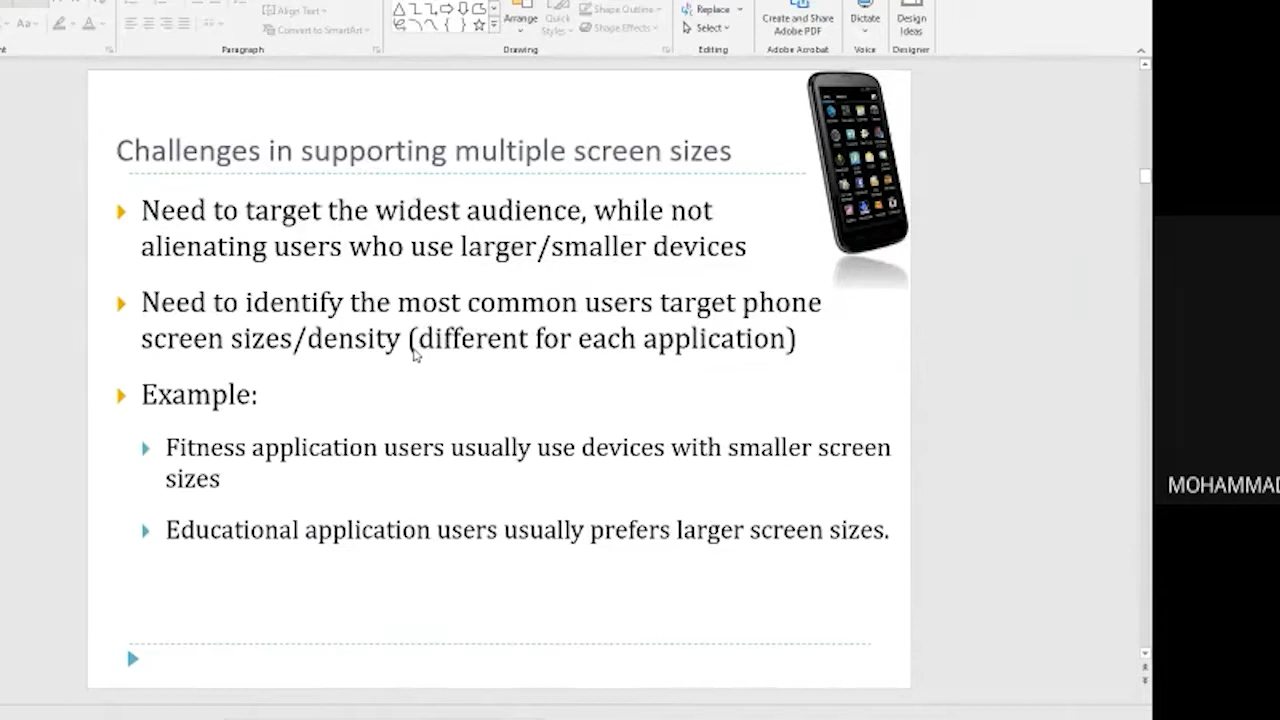 Align Text
Convert to SmartArt
Paragraph
Arrange
Quick
Styles
Shape Outline
Shape Effects
Drawing
Replace
Select
Editing
Create and Share
Adobe PDF
Adobe Acrobat
Dictate
Voice
Design
Ideas
Designer
Aa
Challenges in supporting multiple screen sizes
Need to target the widest audience, while not
alienating users who use larger/smaller devices
Need to identify the most common users target phone
screen sizes/density (different for each application)
Example:
Fitness application users usually use devices with smaller screen
sizes
Educational application users usually prefers larger screen sizes.
MOHAMMAD